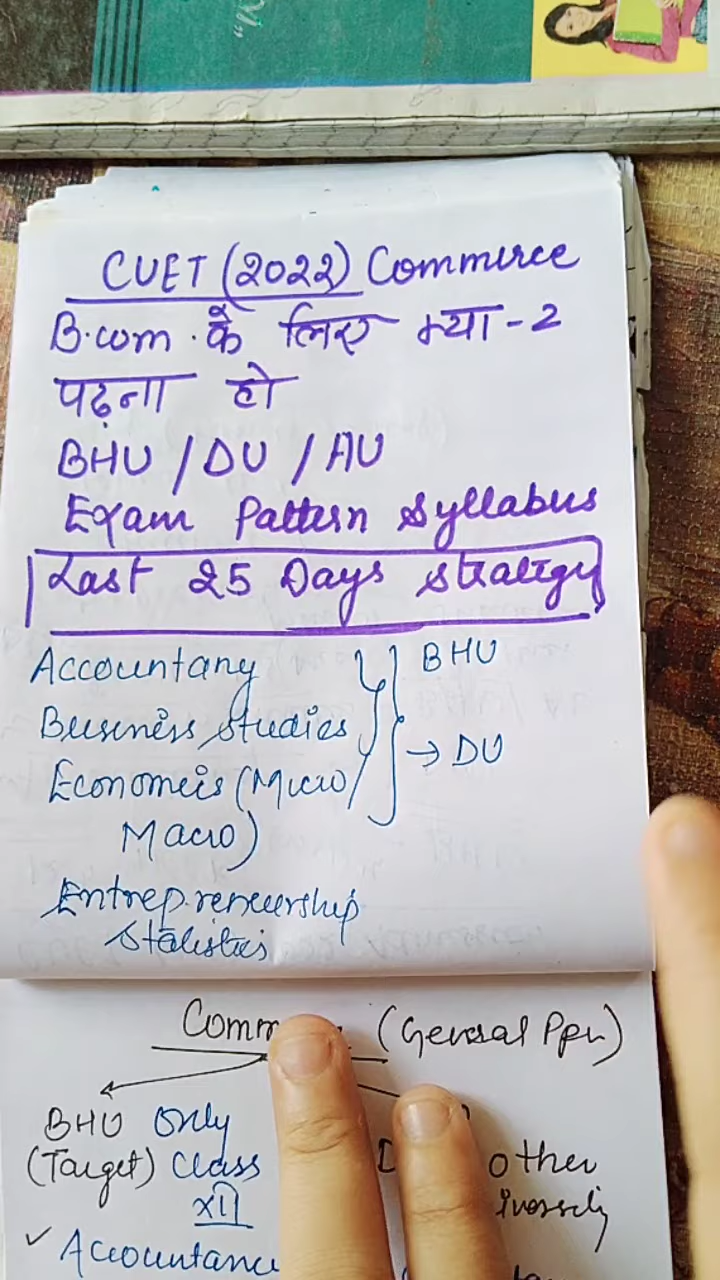 CUET (2022) Commerce
B.com. के लिए क्या-2
पढ़ना हो
BHU / DU / AU
Exam Pattern Syllabus
Last 25 Days Strategy
Accountany
Business Studies
Economics (Micro/
Macro)
BHU
→ DU
Entrepreneurship
Statistics
(General Ppr)
BHU Only
(Target) Class
XII
other
✓ Accountanc